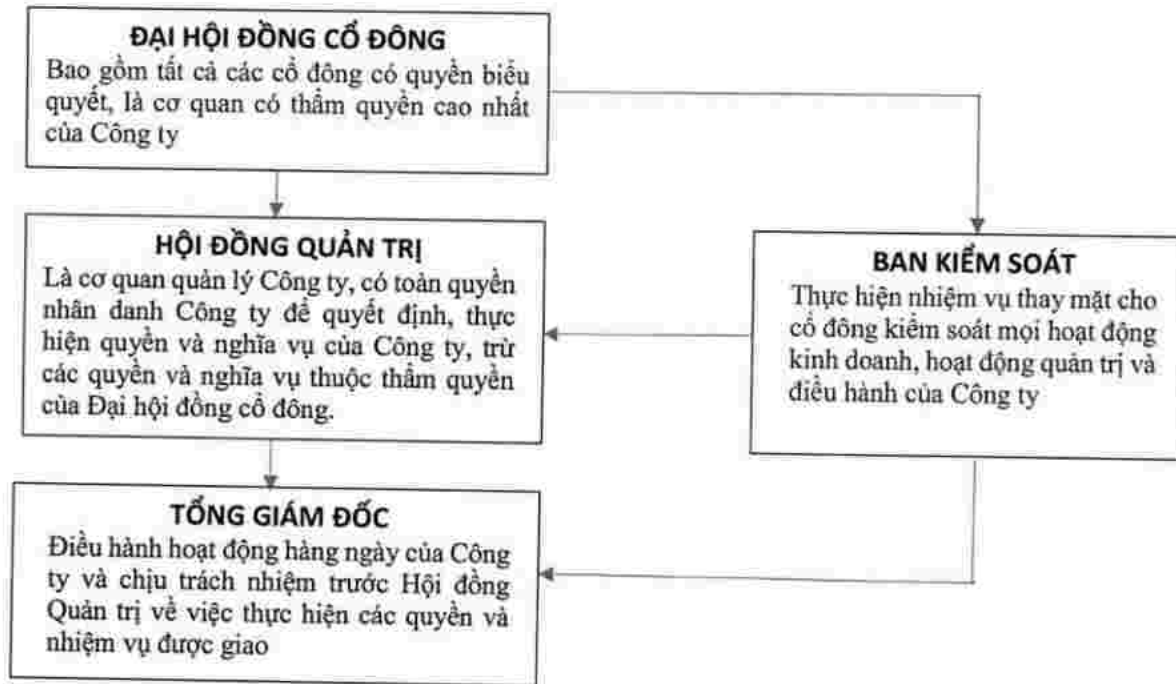 ĐẠI HỘI ĐỒNG CỔ ĐÔNG
Bao gồm tất cả các cổ đông có quyền biểu
quyết, là cơ quan có thẩm quyền cao nhất
của Công ty
HỘI ĐỒNG QUẢN TRỊ
Là cơ quan quản lý Công ty, có toàn quyền
nhân danh Công ty để quyết định, thực
hiện quyền và nghĩa vụ của Công ty, trừ
các quyền và nghĩa vụ thuộc thẩm quyền
của Đại hội đồng cổ đông.
BAN KIỂM SOÁT
Thực hiện nhiệm vụ thay mặt cho
cổ đông kiểm soát mọi hoạt động
kinh doanh, hoạt động quản trị và
điều hành của Công ty
TỔNG GIÁM ĐỐC
Điều hành hoạt động hàng ngày của Công
ty và chịu trách nhiệm trước Hội đồng
Quản trị về việc thực hiện các quyền và
nhiệm vụ được giao